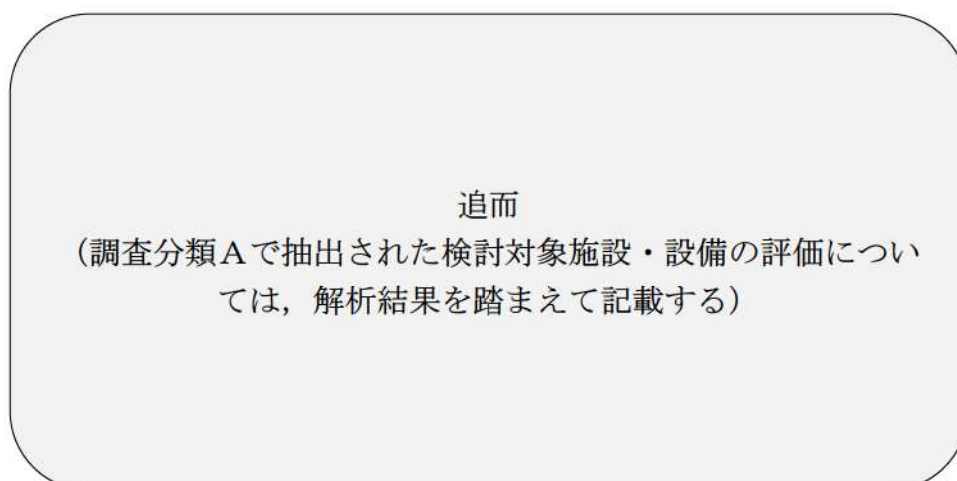 追而
（調査分類Ａで抽出された検討対象施設・設備の評価につい
ては，解析結果を踏まえて記載する）